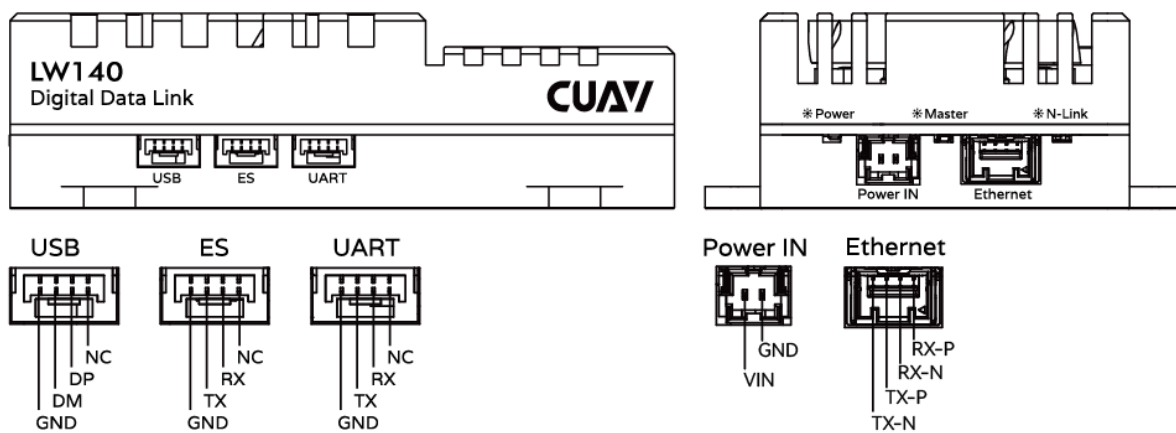 LW140
Digital Data Link
CUAV
USB
ES
UART
※Power
※Master
※N-Link
Power IN
Ethernet
USB
NC
DP
DM
GND
ES
NC
RX
TX
GND
UART
NC
RX
TX
GND
Power IN
GND
VIN
Ethernet
RX-P
RX-N
TX-P
TX-N